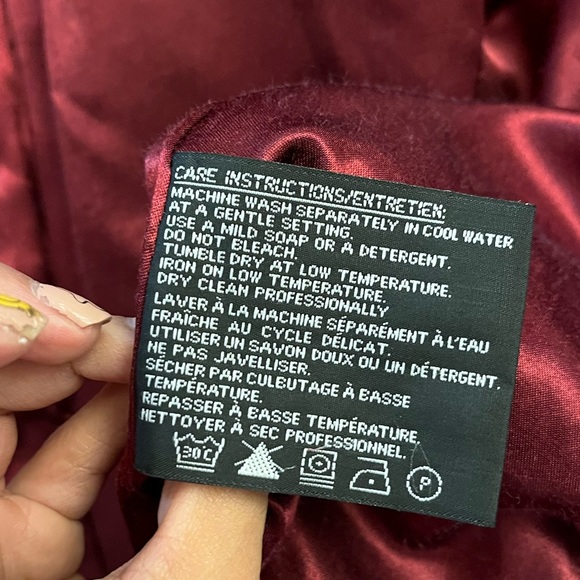 CARE INSTRUCTIONS/ENTRETIEN:
MACHINE WASH SEPARATELY IN COOL WATER
AT A GENTLE SETTING.
USE A MILD SOAP OR A DETERGENT.
DO NOT BLEACH.
TUMBLE DRY AT LOW TEMPERATURE.
IRON ON LOW TEMPERATURE.
DRY CLEAN PROFESSIONALLY
LAVER À LA MACHINE SÉPARÉMENT À L'EAU
FRAÎCHE AU CYCLE DÉLICAT.
UTILISER UN SAVON DOUX OU UN DÉTERGENT.
NE PAS JAVELLISER.
SÉCHER PAR CULBUTAGE À BASSE
TEMPÉRATURE.
REPASSER À BASSE TEMPÉRATURE.
NETTOYER À SEC PROFESSIONNEL.
30C P